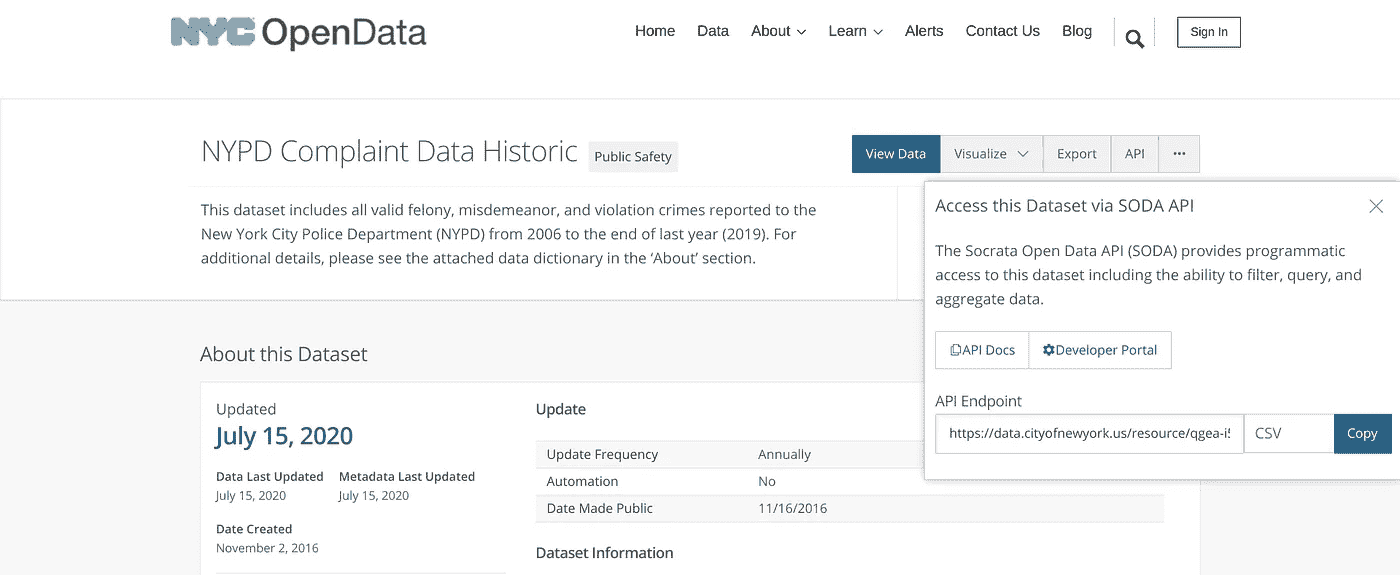 NYC OpenData
Home Data About Learn Alerts Contact Us Blog Sign In
NYPD Complaint Data Historic Public Safety
View Data Visualize Export API ...
This dataset includes all valid felony, misdemeanor, and violation crimes reported to the
New York City Police Department (NYPD) from 2006 to the end of last year (2019). For
additional details, please see the attached data dictionary in the ‘About’ section.
Access this Dataset via SODA API
The Socrata Open Data API (SODA) provides programmatic
access to this dataset including the ability to filter, query, and
aggregate data.
API Docs Developer Portal
API Endpoint
https://data.cityofnewyork.us/resource/qgea-i CSV Copy
About this Dataset
Updated
July 15, 2020
Data Last Updated Metadata Last Updated
July 15, 2020 July 15, 2020
Date Created
November 2, 2016
Update
Update Frequency Annually
Automation No
Date Made Public 11/16/2016
Dataset Information